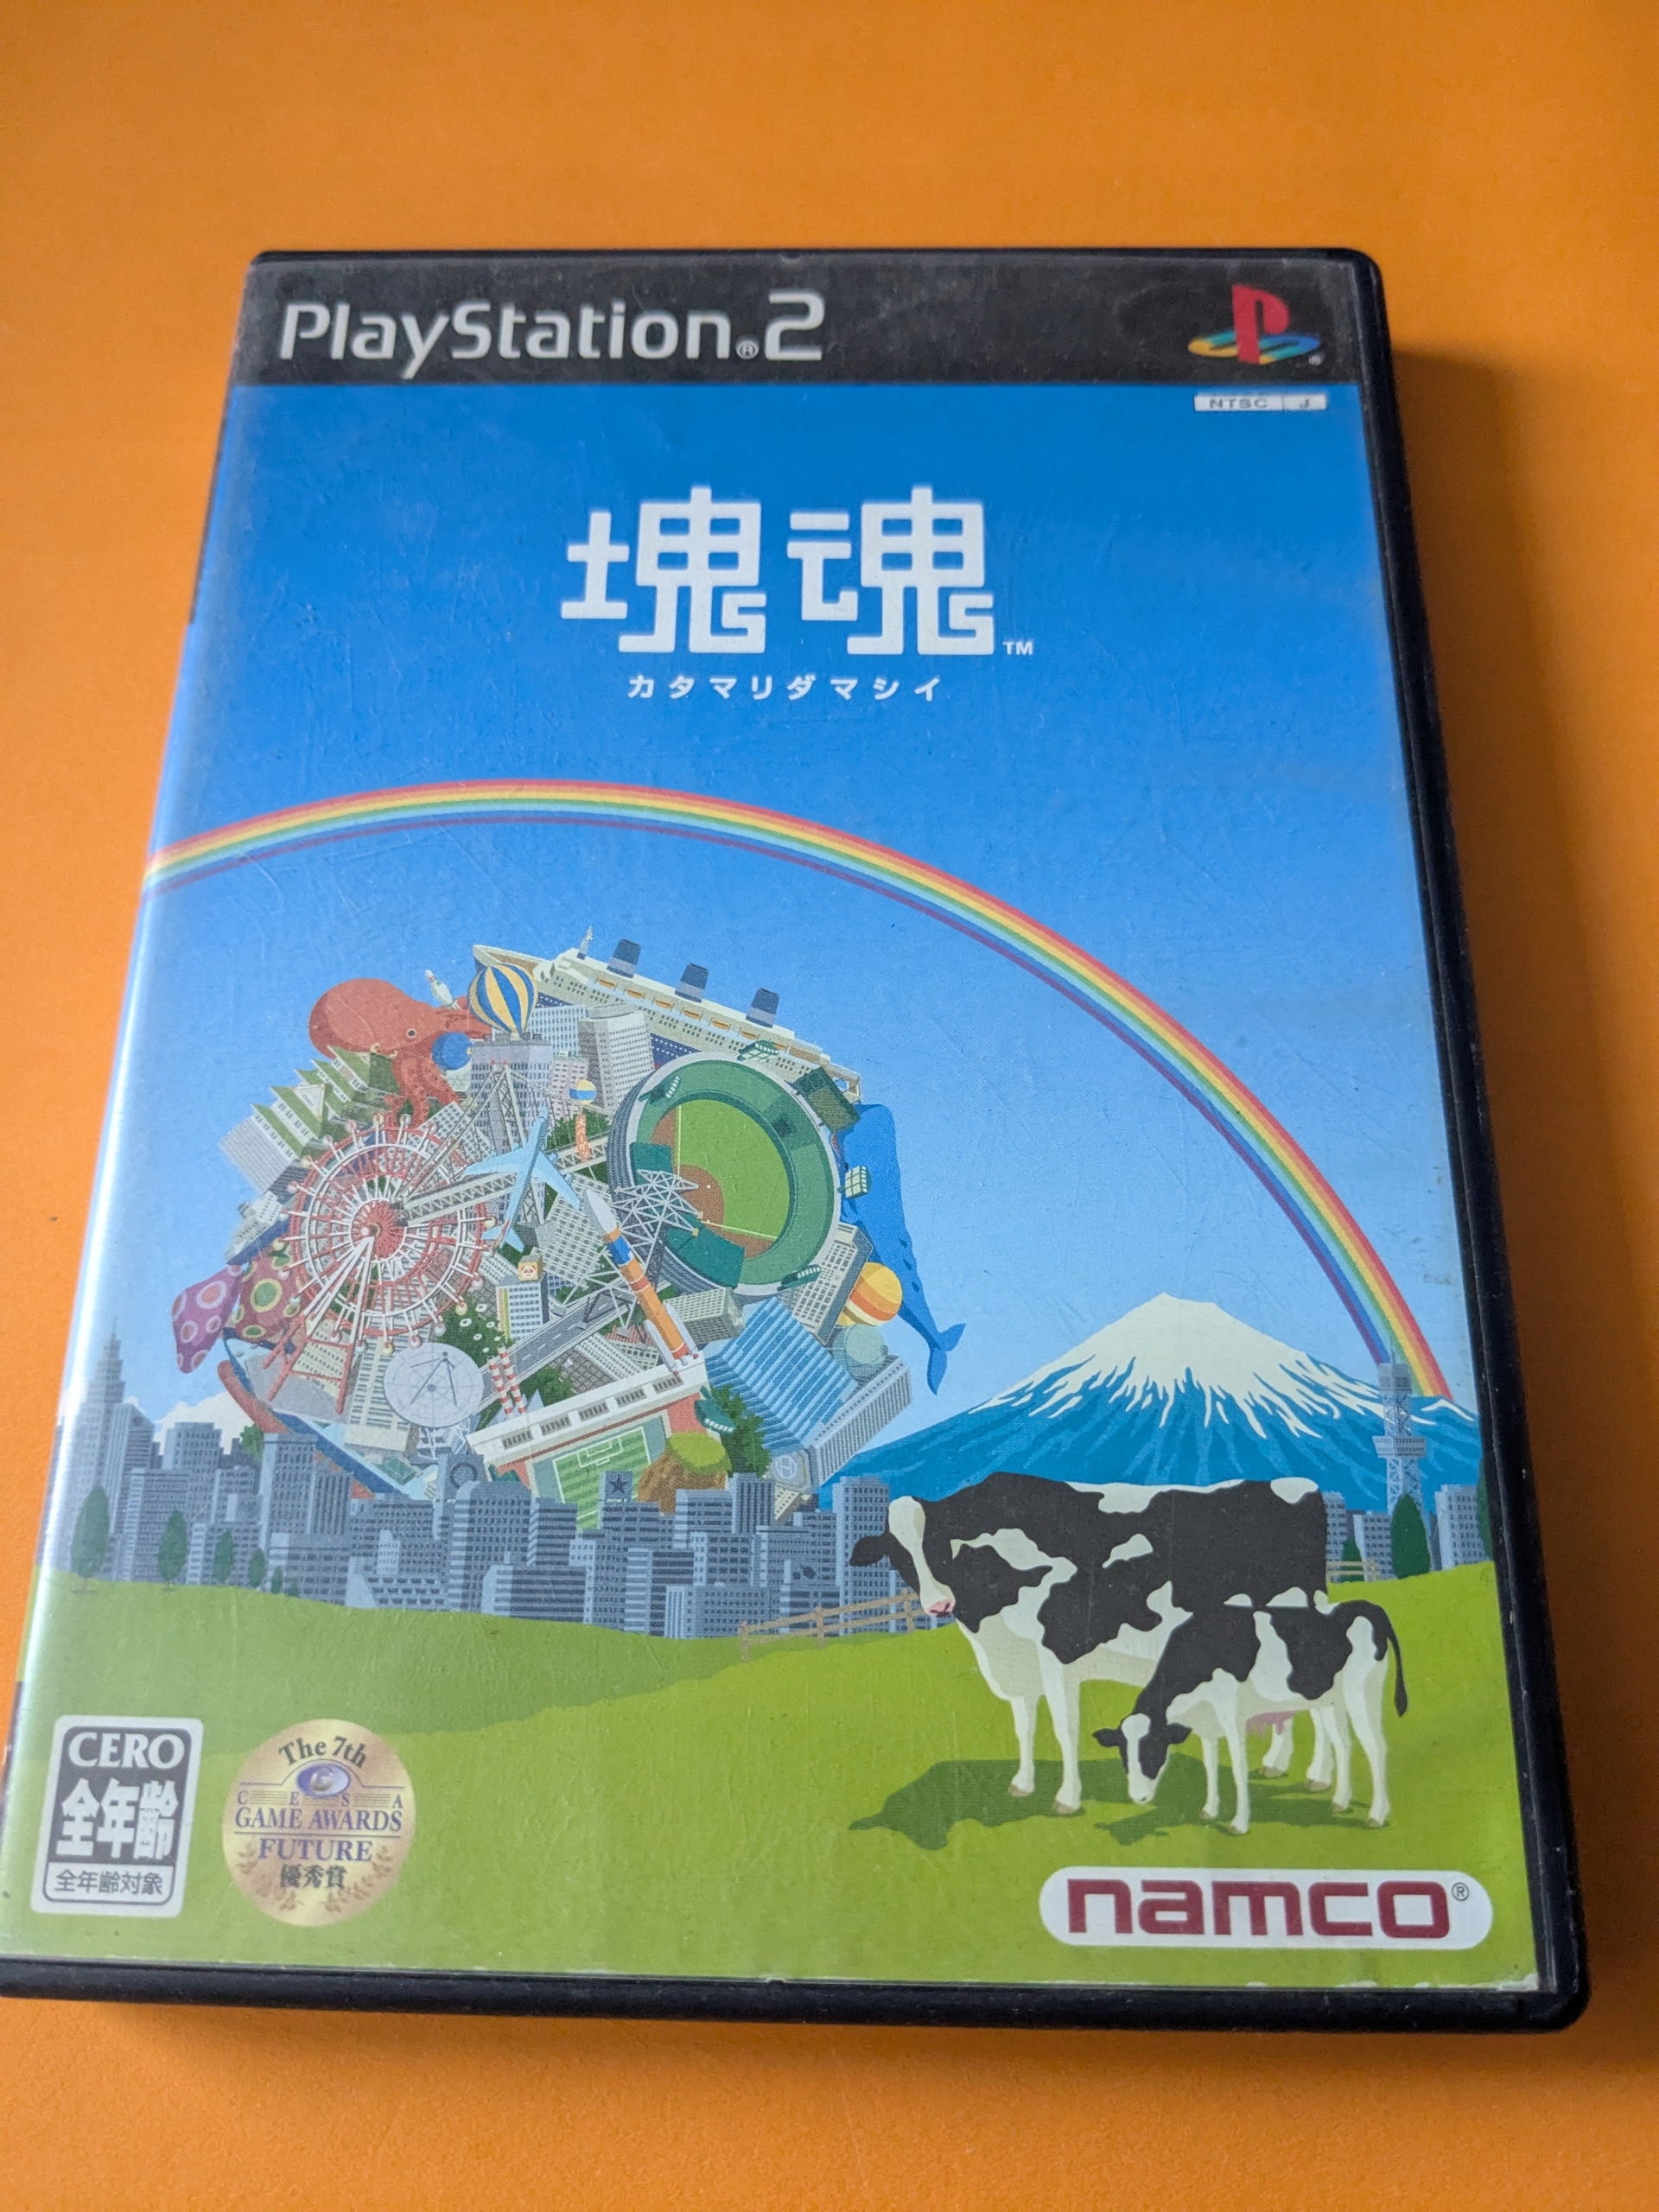 PlayStation®2
NTSC J
塊魂™
カタマリダマシイ
CERO
全年齢
全年齢対象
The 7th
CESA
GAME AWARDS
FUTURE
優秀賞
namco®